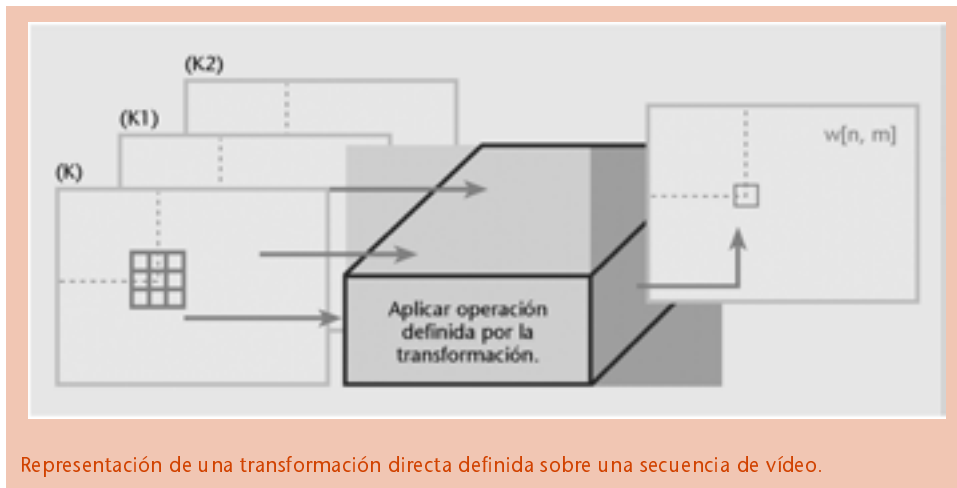 (K2)
(K1)
(K)
w[n, m]
Aplicar operación
definida por la
transformación.
Representación de una transformación directa definida sobre una secuencia de vídeo.